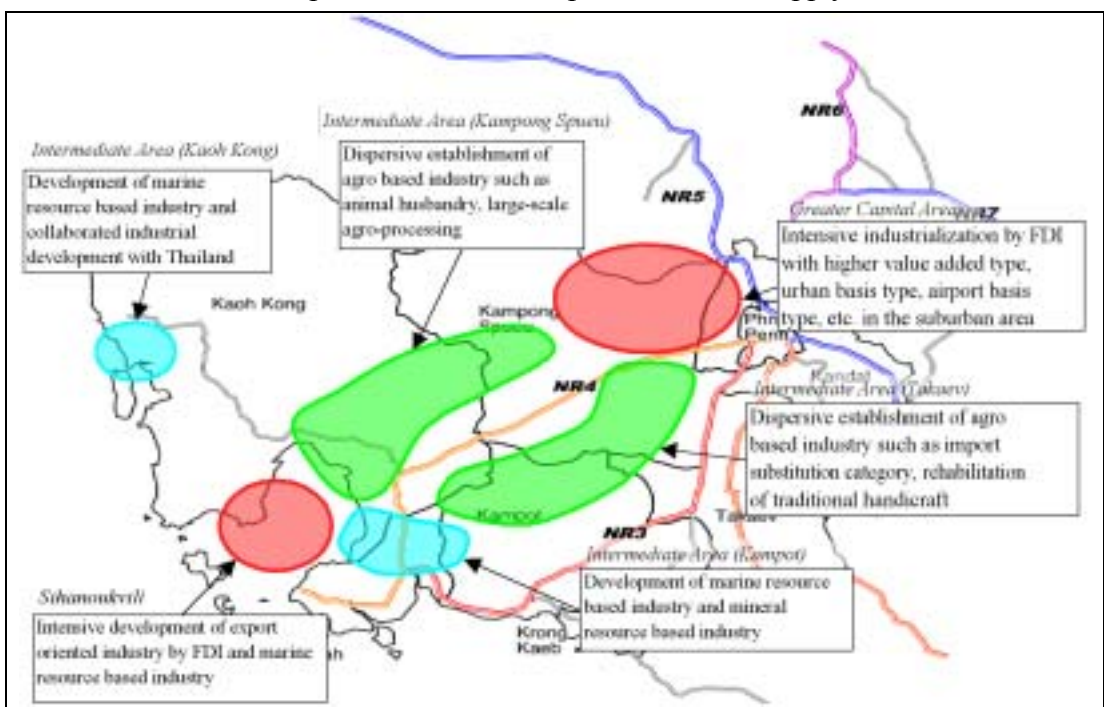 NR6
Intermediate Area (Kampong Spueu)
Dispersive establishment of
agro based industry such as
animal husbandry, large-scale
agro-processing
Intermediate Area (Kaoh Kong)
Development of marine
resource based industry and
collaborated industrial
development with Thailand
NR5
Greater Capital Area
Intensive industrialization by FDI
with higher value added type,
urban basis type, airport basis
type, etc. in the suburban area
Kaoh Kong
Kampong
Penh
NR4
Kandal
Intermediate Area (Takaev)
Dispersive establishment of agro
based industry such as import
substitution category, rehabilitation
of traditional handicraft
Kampot
NR3
Takaev
Intermediate Area (Kampot)
Development of marine resource
based industry and mineral
resource based industry
Sihanoukvill
Intensive development of export
oriented industry by FDI and marine
resource based industry
Krong
Kaeb